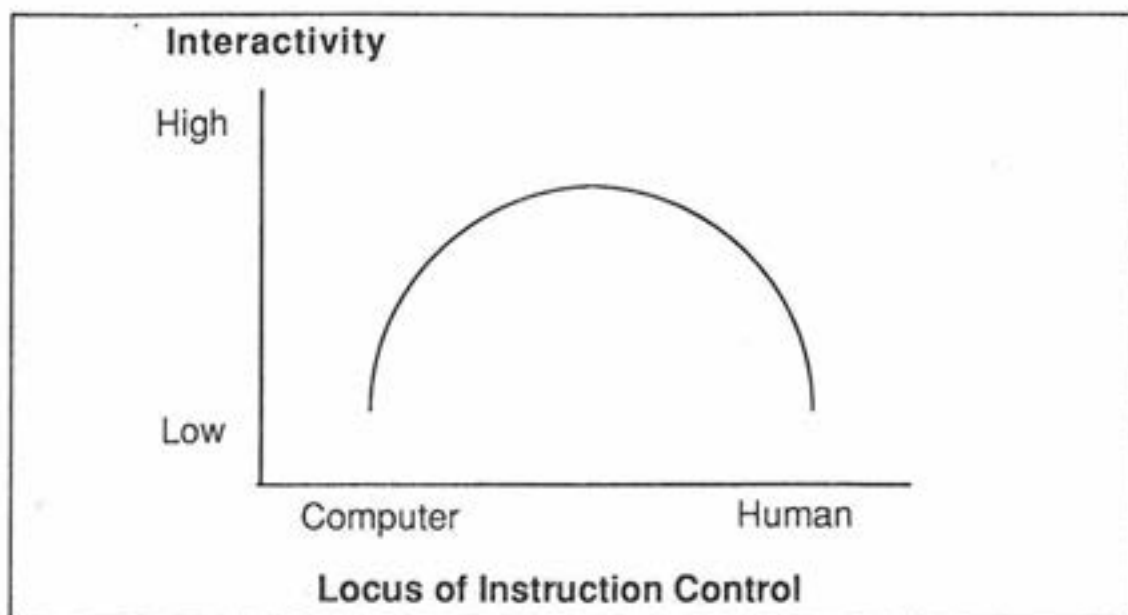 Interactivity
High
Low
Computer Human
Locus of Instruction Control